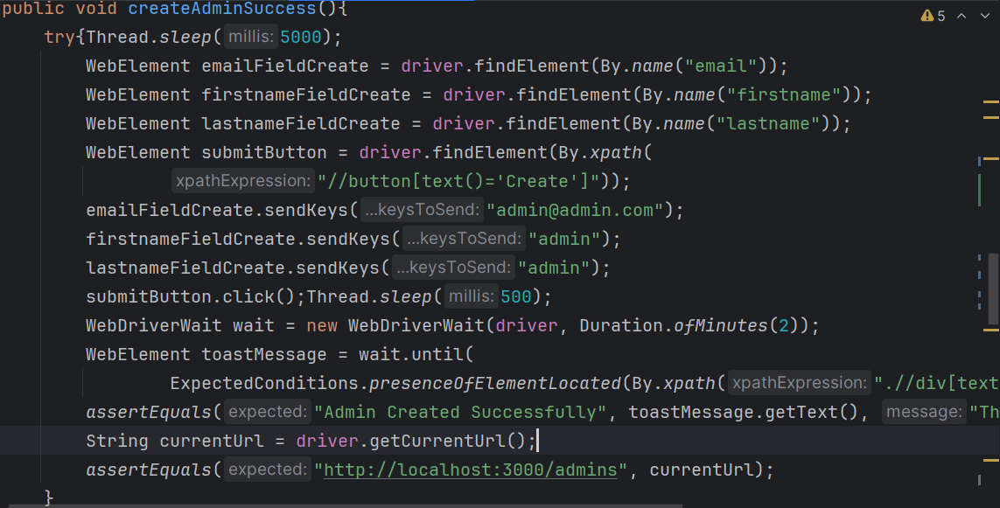 public void createAdminSuccess(){
5
try{Thread.sleep( millis: 5000);
WebElement emailFieldCreate = driver.findElement(By.name("email"));
WebElement firstnameFieldCreate = driver.findElement(By.name("firstname"));
WebElement lastnameFieldCreate = driver.findElement(By.name("lastname"));
WebElement submitButton = driver.findElement(By.xpath(
xpathExpression: "//button[text()='Create']"));
emailFieldCreate.sendKeys( ...keysToSend: "admin@admin.com");
firstnameFieldCreate.sendKeys( ...keysToSend: "admin");
lastnameFieldCreate.sendKeys( ...keysToSend: "admin");
submitButton.click();Thread.sleep( millis: 500);
WebDriverWait wait = new WebDriverWait(driver, Duration.ofMinutes(2));
WebElement toastMessage = wait.until(
ExpectedConditions.presenceOfElementLocated(By.xpath( xpathExpression: ".//div[text
assertEquals( expected: "Admin Created Successfully", toastMessage.getText(), message: "Th
String currentUrl = driver.getCurrentUrl();
assertEquals( expected: "http://localhost:3000/admins", currentUrl);
}